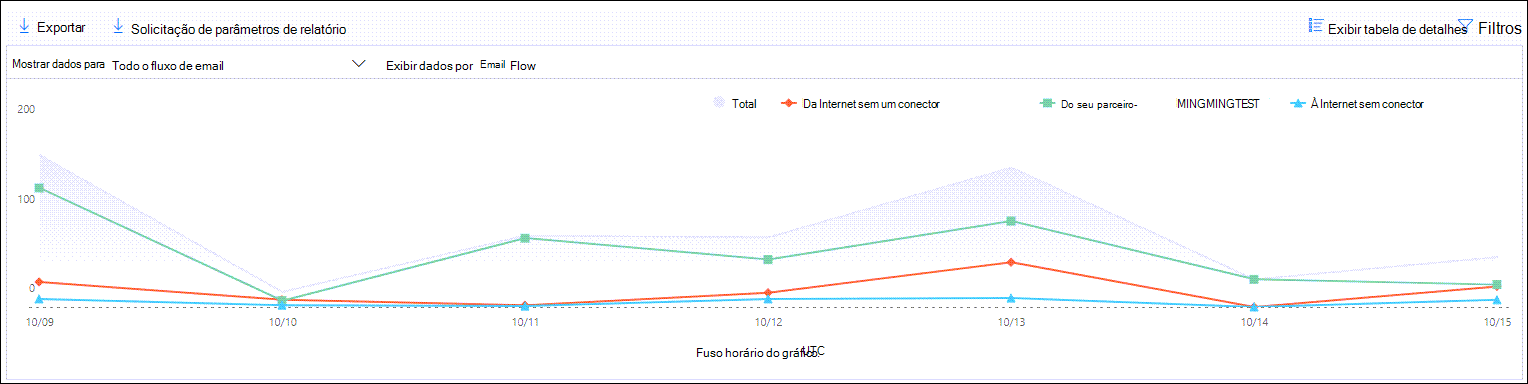 Exportar Solicitação de parâmetros de relatório Exibir tabela de detalhes Filtros
Mostrar dados para Todo o fluxo de email Exibir dados por Email Flow
Total Da Internet sem um conector Do seu parceiro- MINGMINGTEST À Internet sem conector
200
100
0
10/09 10/10 10/11 10/12 10/13 10/14 10/15
Fuso horário do gráfico: UTC